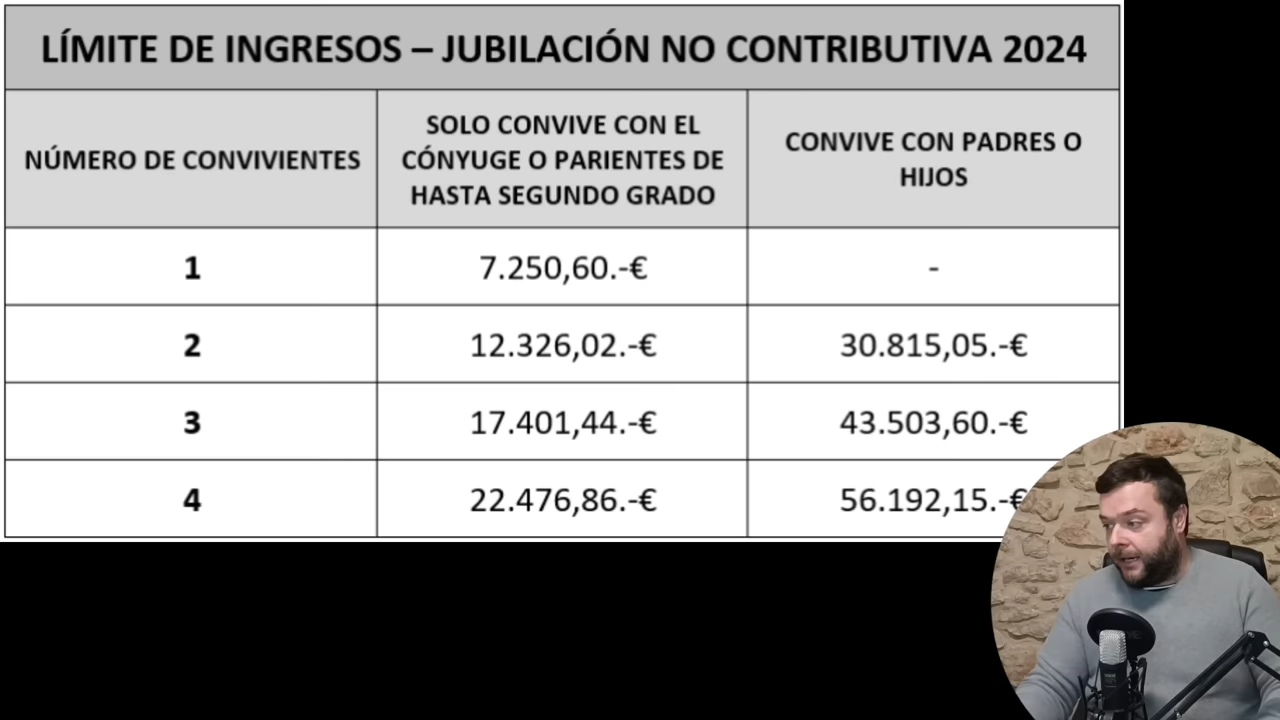 LÍMITE DE INGRESOS – JUBILACIÓN NO CONTRIBUTIVA 2024
NÚMERO DE CONVIVIENTES
SOLO CONVIVE CON EL
CÓNYUGE O PARIENTES DE
HASTA SEGUNDO GRADO
CONVIVE CON PADRES O
HIJOS
1 7.250,60.-€ -
2 12.326,02.-€ 30.815,05.-€
3 17.401,44.-€ 43.503,60.-€
4 22.476,86.-€ 56.192,15.-€